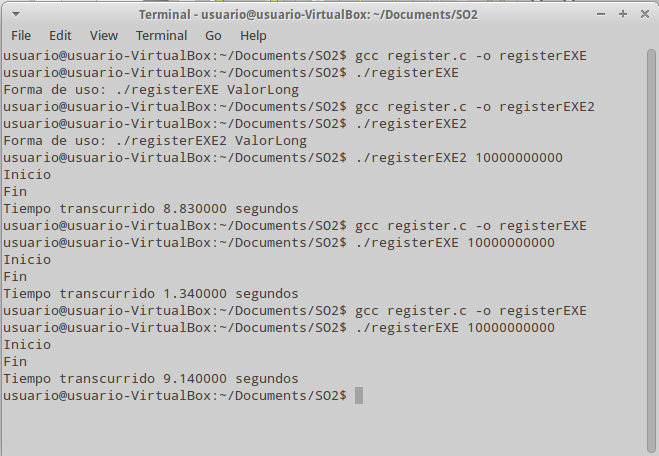 Terminal - usuario@usuario-VirtualBox: ~/Documents/SO2
File Edit View Terminal Go Help
usuario@usuario-VirtualBox:~/Documents/SO2$ gcc register.c -o registerEXE
usuario@usuario-VirtualBox:~/Documents/SO2$ ./registerEXE
Forma de uso: ./registerEXE ValorLong
usuario@usuario-VirtualBox:~/Documents/SO2$ gcc register.c -o registerEXE2
usuario@usuario-VirtualBox:~/Documents/SO2$ ./registerEXE2
Forma de uso: ./registerEXE2 ValorLong
usuario@usuario-VirtualBox:~/Documents/SO2$ ./registerEXE2 10000000000
Inicio
Fin
Tiempo transcurrido 8.830000 segundos
usuario@usuario-VirtualBox:~/Documents/SO2$ gcc register.c -o registerEXE
usuario@usuario-VirtualBox:~/Documents/SO2$ ./registerEXE 10000000000
Inicio
Fin
Tiempo transcurrido 1.340000 segundos
usuario@usuario-VirtualBox:~/Documents/SO2$ gcc register.c -o registerEXE
usuario@usuario-VirtualBox:~/Documents/SO2$ ./registerEXE 10000000000
Inicio
Fin
Tiempo transcurrido 9.140000 segundos
usuario@usuario-VirtualBox:~/Documents/SO2$